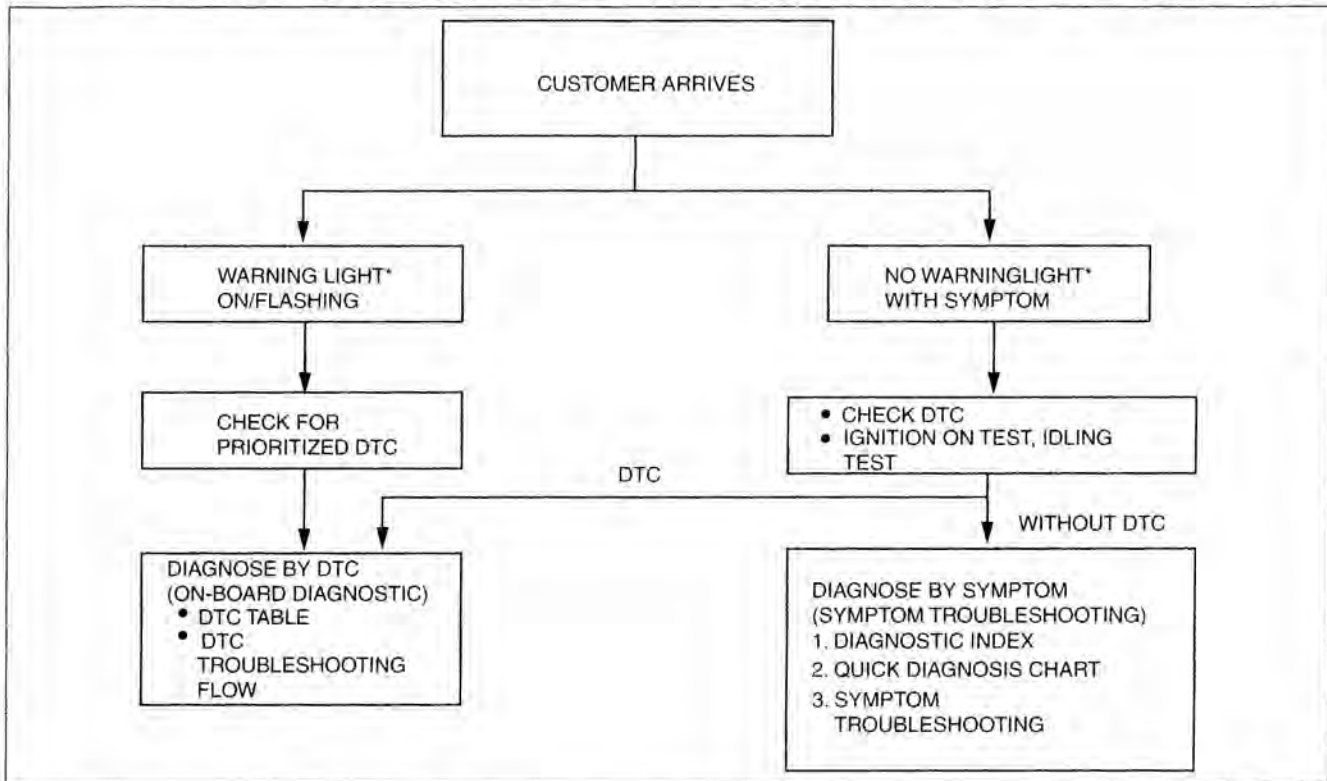 CUSTOMER ARRIVES
WARNING LIGHT*
ON/FLASHING
NO WARNINGLIGHT*
WITH SYMPTOM
CHECK FOR
PRIORITIZED DTC
• CHECK DTC
• IGNITION ON TEST, IDLING
TEST
DTC
WITHOUT DTC
DIAGNOSE BY DTC
(ON-BOARD DIAGNOSTIC)
• DTC TABLE
• DTC
TROUBLESHOOTING
FLOW
DIAGNOSE BY SYMPTOM
(SYMPTOM TROUBLESHOOTING)
1. DIAGNOSTIC INDEX
2. QUICK DIAGNOSIS CHART
3. SYMPTOM
TROUBLESHOOTING